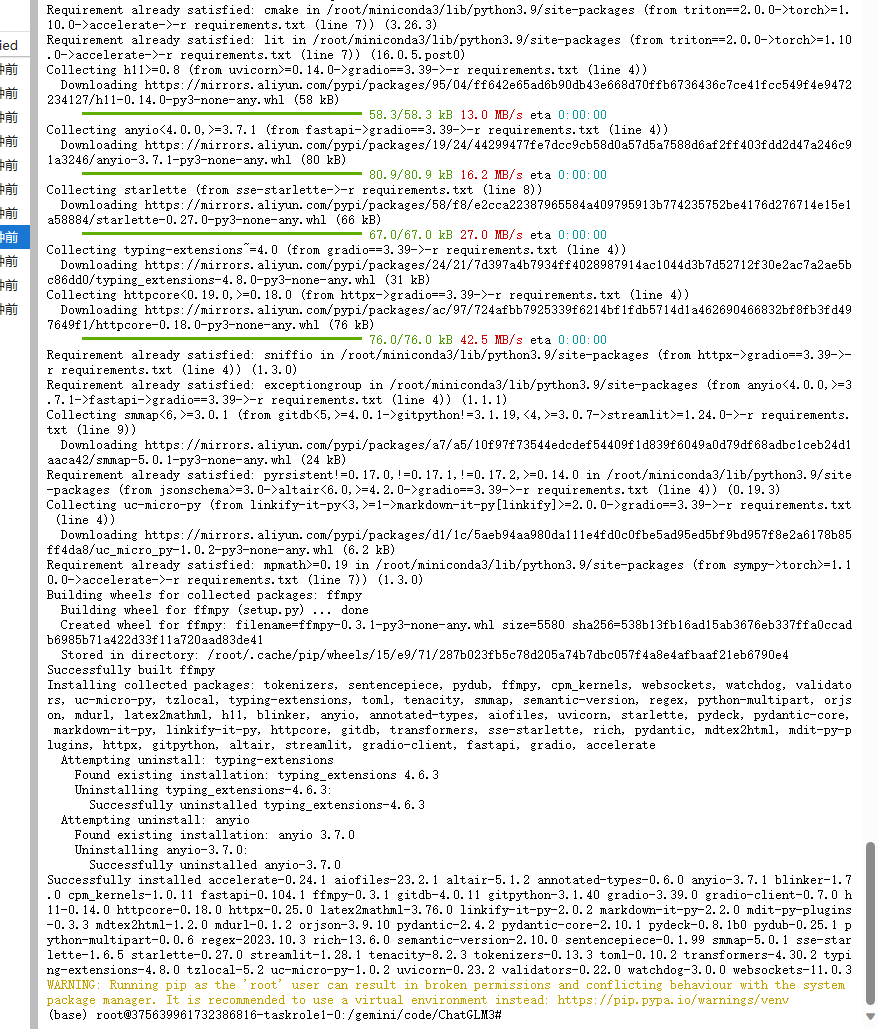 Requirement already satisfied: cmake in /root/miniconda3/lib/python3.9/site-packages (from triton==2.0.0->torch>=1.
10.0->accelerate->-r requirements.txt (line 7)) (3.26.3)
Requirement already satisfied: lit in /root/miniconda3/lib/python3.9/site-packages (from triton==2.0.0->torch>=1.10
.0->accelerate->-r requirements.txt (line 7)) (16.0.5.post0)
ied
Collecting h11>=0.8 (from uvicorn>=0.14.0->gradio==3.39->-r requirements.txt (line 4))
钟前
Downloading https://mirrors.aliyun.com/pypi/packages/95/04/ff642e65ad6b90db43e668d70ffb6736436c7ce41fcc549f4e9472
234127/h11-0.14.0-py3-none-any.whl (58 kB)
钟前
58.3/58.3 kB 13.0 MB/s eta 0:00:00
钟前
Collecting anyio<4.0.0,>=3.7.1 (from fastapi->gradio==3.39->-r requirements.txt (line 4))
Downloading https://mirrors.aliyun.com/pypi/packages/19/24/44299477fe7dcc9cb58d0a57d5a7588d6af2ff403fdd2d47a246c9
钟前
1a3246/anyio-3.7.1-py3-none-any.whl (80 kB)
钟前
80.9/80.9 kB 16.2 MB/s eta 0:00:00
Collecting starlette (from sse-starlette->-r requirements.txt (line 8))
钟前
Downloading https://mirrors.aliyun.com/pypi/packages/58/f8/e2cca22387965584a409795913b774235752be4176d276714e15e1
a58884/starlette-0.27.0-py3-none-any.whl (66 kB)
钟前
67.0/67.0 kB 27.0 MB/s eta 0:00:00
钟前
Collecting typing-extensions~=4.0 (from gradio==3.39->-r requirements.txt (line 4))
钟前
Downloading https://mirrors.aliyun.com/pypi/packages/24/21/7d397a4b7934ff4028987914ac1044d3b7d52712f30e2ac7a2ae5b
c86dd0/typing_extensions-4.8.0-py3-none-any.whl (31 kB)
钟前
Collecting httpcore<0.19.0,>=0.18.0 (from httpx->gradio==3.39->-r requirements.txt (line 4))
钟前
Downloading https://mirrors.aliyun.com/pypi/packages/ac/97/724afbb7925339f6214bf1fdb5714d1a462690466832bf8fb3fd49
7649f1/httpcore-0.18.0-py3-none-any.whl (76 kB)
76.0/76.0 kB 42.5 MB/s eta 0:00:00
Requirement already satisfied: sniffio in /root/miniconda3/lib/python3.9/site-packages (from httpx->gradio==3.39->-
r requirements.txt (line 4)) (1.3.0)
Requirement already satisfied: exceptiongroup in /root/miniconda3/lib/python3.9/site-packages (from anyio<4.0.0,>=3
.7.1->fastapi->gradio==3.39->-r requirements.txt (line 4)) (1.1.1)
Collecting smmap<6,>=3.0.1 (from gitdb<5,>=4.0.1->gitpython!=3.1.19,<4,>=3.0.7->streamlit>=1.24.0->-r requirements.
txt (line 9))
Downloading https://mirrors.aliyun.com/pypi/packages/a7/a5/10f97f73544edcdef54409f1d839f6049a0d79df68adbc1ceb24d1
aaca42/smmap-5.0.1-py3-none-any.whl (24 kB)
Requirement already satisfied: pyrsistent!=0.17.0,!=0.17.1,!=0.17.2,>=0.14.0 in /root/miniconda3/lib/python3.9/site
-packages (from jsonschema>=3.0->altair<6.0,>=4.2.0->gradio==3.39->-r requirements.txt (line 4)) (0.19.3)
Collecting uc-micro-py (from linkify-it-py<3,>=1->markdown-it-py[linkify]>=2.0.0->gradio==3.39->-r requirements.txt
(line 4))
Downloading https://mirrors.aliyun.com/pypi/packages/d1/1c/5aeb94aa980da111e4fd0c0fbe5ad95ed5bf9bd957f8e2a6178b85
ff4da8/uc_micro_py-1.0.2-py3-none-any.whl (6.2 kB)
Requirement already satisfied: mpmath>=0.19 in /root/miniconda3/lib/python3.9/site-packages (from sympy->torch>=1.1
0.0->accelerate->-r requirements.txt (line 7)) (1.3.0)
Building wheels for collected packages: ffmpy
Building wheel for ffmpy (setup.py) ... done
Created wheel for ffmpy: filename=ffmpy-0.3.1-py3-none-any.whl size=5580 sha256=538b13fb16ad15ab3676eb337ffa0ccad
b6985b71a422d33f11a720aad83de41
Stored in directory: /root/.cache/pip/wheels/15/e9/71/287b023fb5c78d205a74b7dbc057f4a8e4afbaaf21eb6790e4
Successfully built ffmpy
Installing collected packages: tokenizers, sentencepiece, pydub, ffmpy, cpm_kernels, websockets, watchdog, validato
rs, uc-micro-py, tzlocal, typing-extensions, toml, tenacity, smmap, semantic-version, regex, python-multipart, orjs
on, mdurl, latex2mathml, h11, blinker, anyio, annotated-types, aiofiles, uvicorn, starlette, pydeck, pydantic-core,
markdown-it-py, linkify-it-py, httpcore, gitdb, transformers, sse-starlette, rich, pydantic, mdtex2html, mdit-py-p
lugins, httpx, gitpython, altair, streamlit, gradio-client, fastapi, gradio, accelerate
Attempting uninstall: typing-extensions
Found existing installation: typing_extensions 4.6.3
Uninstalling typing_extensions-4.6.3:
Successfully uninstalled typing_extensions-4.6.3
Attempting uninstall: anyio
Found existing installation: anyio 3.7.0
Uninstalling anyio-3.7.0:
Successfully uninstalled anyio-3.7.0
Successfully installed accelerate-0.24.1 aiofiles-23.2.1 altair-5.1.2 annotated-types-0.6.0 anyio-3.7.1 blinker-1.7
.0 cpm_kernels-1.0.11 fastapi-0.104.1 ffmpy-0.3.1 gitdb-4.0.11 gitpython-3.1.40 gradio-3.39.0 gradio-client-0.7.0 h
11-0.14.0 httpcore-0.18.0 httpx-0.25.0 latex2mathml-3.76.0 linkify-it-py-2.0.2 markdown-it-py-2.2.0 mdit-py-plugins
-0.3.3 mdtex2html-1.2.0 mdurl-0.1.2 orjson-3.9.10 pydantic-2.4.2 pydantic-core-2.10.1 pydeck-0.8.1b0 pydub-0.25.1 p
ython-multipart-0.0.6 regex-2023.10.3 rich-13.6.0 semantic-version-2.10.0 sentencepiece-0.1.99 smmap-5.0.1 sse-star
lette-1.6.5 starlette-0.27.0 streamlit-1.28.1 tenacity-8.2.3 tokenizers-0.13.3 toml-0.10.2 transformers-4.30.2 typi
ng-extensions-4.8.0 tzlocal-5.2 uc-micro-py-1.0.2 uvicorn-0.23.2 validators-0.22.0 watchdog-3.0.0 websockets-11.0.3
WARNING: Running pip as the 'root' user can result in broken permissions and conflicting behaviour with the system
package manager. It is recommended to use a virtual environment instead: https://pip.pypa.io/warnings/venv
(base) root@375639961732386816-taskrole1-0:/gemini/code/ChatGLM3#